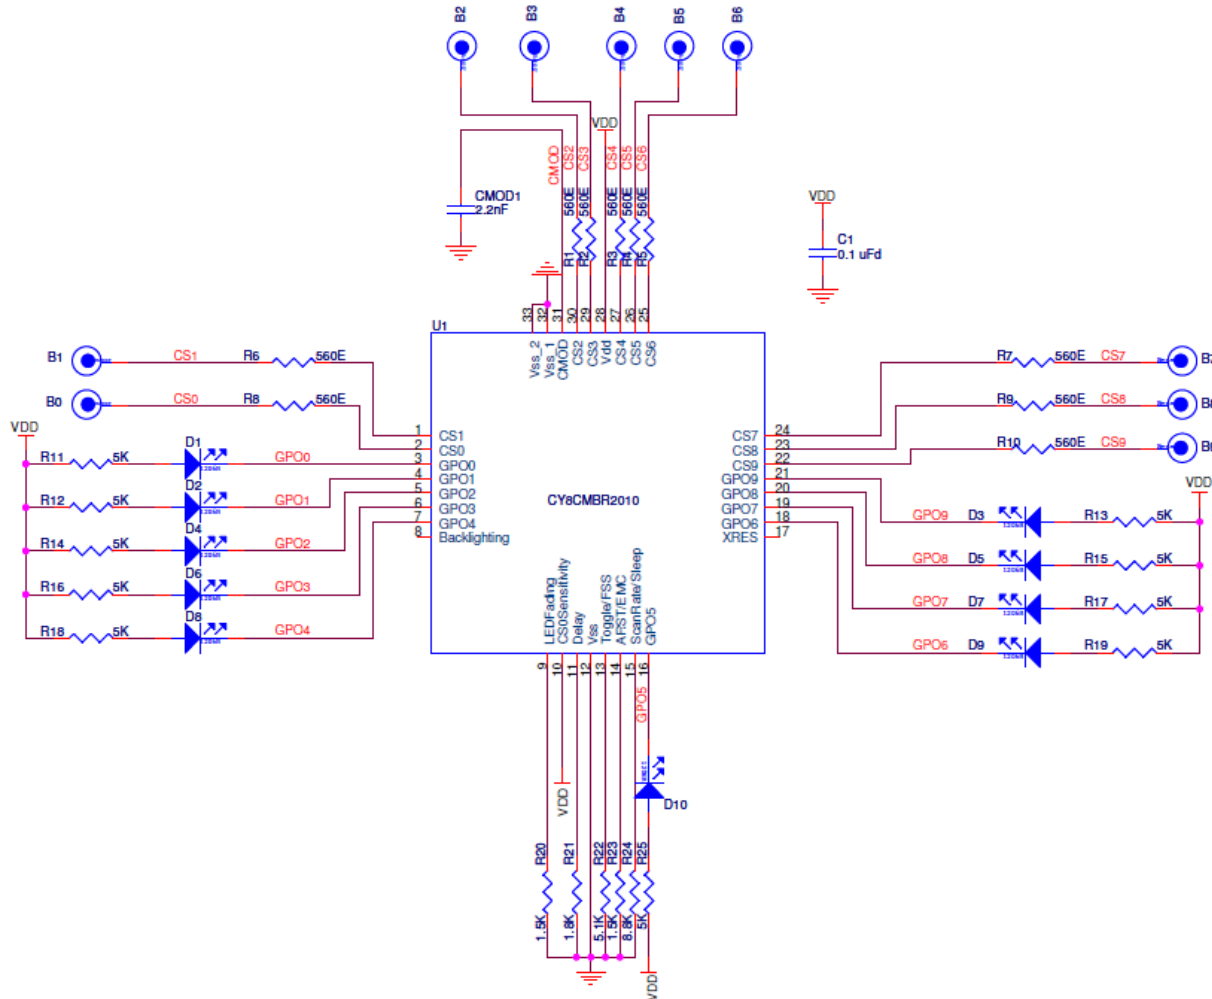 B2 B3 B4 B5 B6
VDD
CMOD CS2 CS3 CS4 CS5 CS6
560E 560E 560E 560E 560E
CMOD1
2.2nF
VDD
C1
0.1 uFd
R1 R2 R3 R4 R5
33 32 31 30 29 28 27 26 25
U1
Vss_2 Vss_1 CMOD CS2 CS3 Vdd CS4 CS5 CS6
B1 CS1 R6 560E
R7 560E CS7
B0 CS0 R8 560E
R9 560E CS8
R10 560E CS9
VDD
1 CS1
2 CS0
3 GPO0
4 GPO1
5 GPO2
6 GPO3
7 GPO4
8 Backlighting
CY8CMBR2010
CS7 24
CS8 23
CS9 22
GPO9 21
GPO8 20
GPO7 19
GPO6 18
XRES 17
R11 5K D1 GPO0
R12 5K D2 GPO1
R14 5K D4 GPO2
R16 5K D6 GPO3
R18 5K D8 GPO4
VDD
GPO9 D3 R13 5K
GPO8 D5 R15 5K
GPO7 D7 R17 5K
GPO6 D9 R19 5K
LEDFading CS0Sensitivity Delay Vss Toggle/FSS ARST/EMC ScanRate/Sleep GPO5
9 10 11 12 13 14 15 16
GPO5
VDD
D10
R20 R21 R22 R23 R24 R25
1.5K 1.8K 5.1K 1.5K 8.8K 5K
VDD